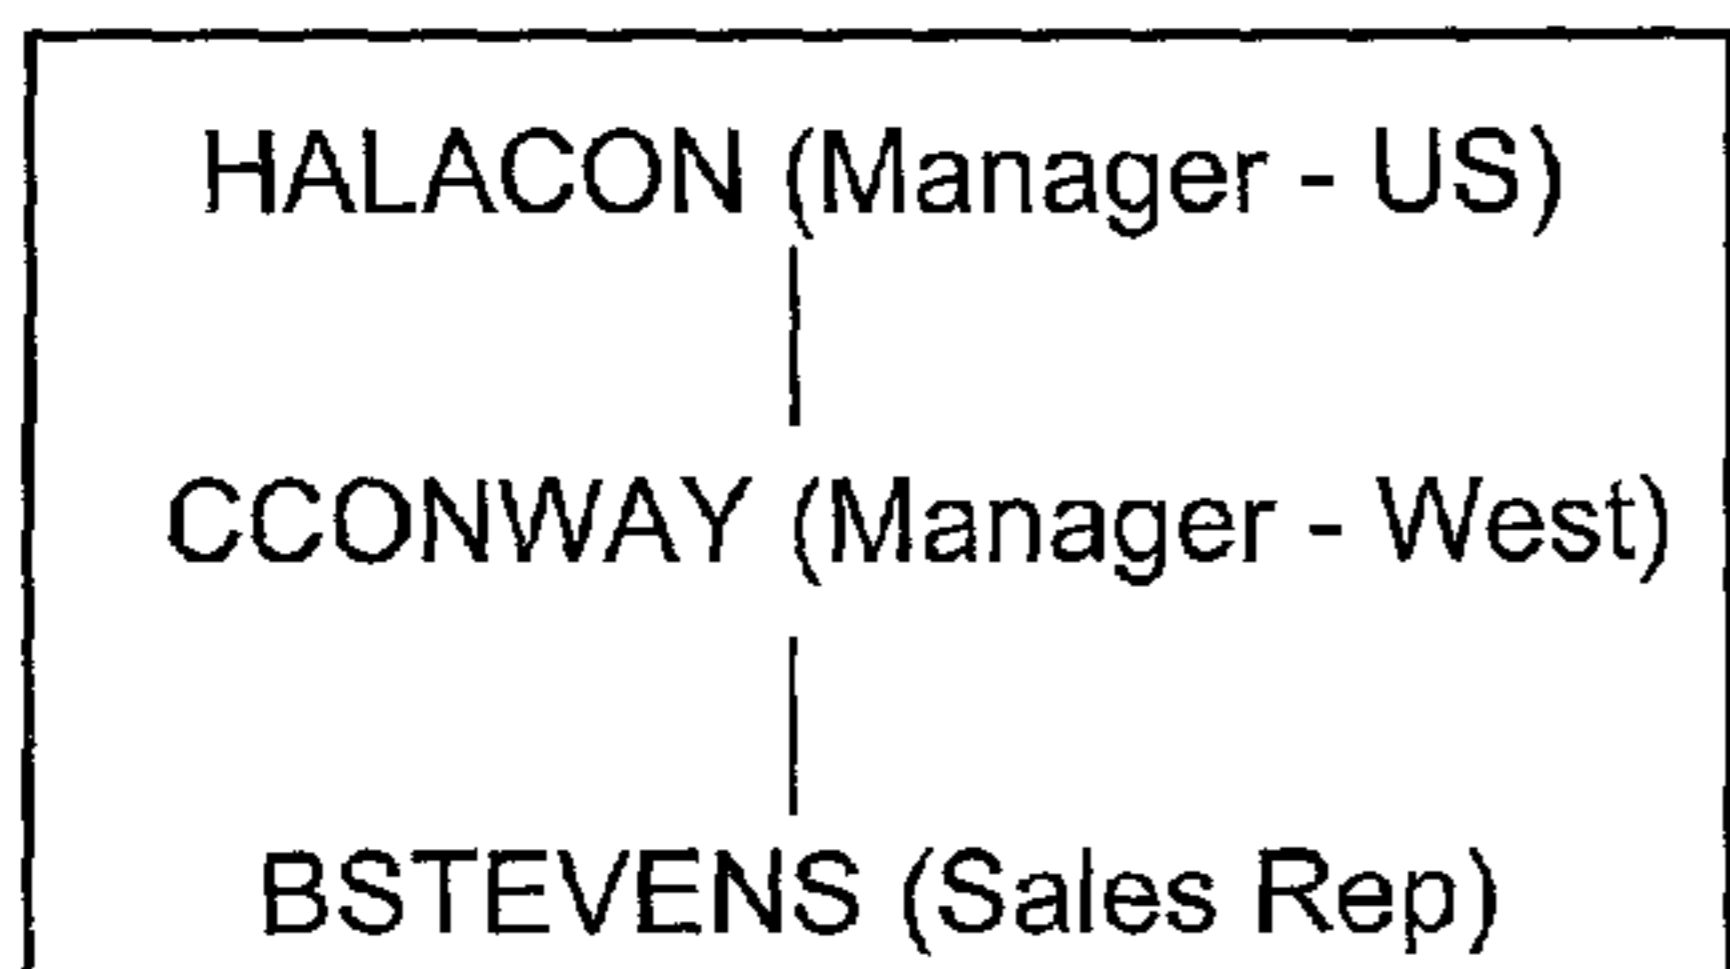 HALACON (Manager - US)
CCONWAY (Manager - West)
BSTEVENS (Sales Rep)